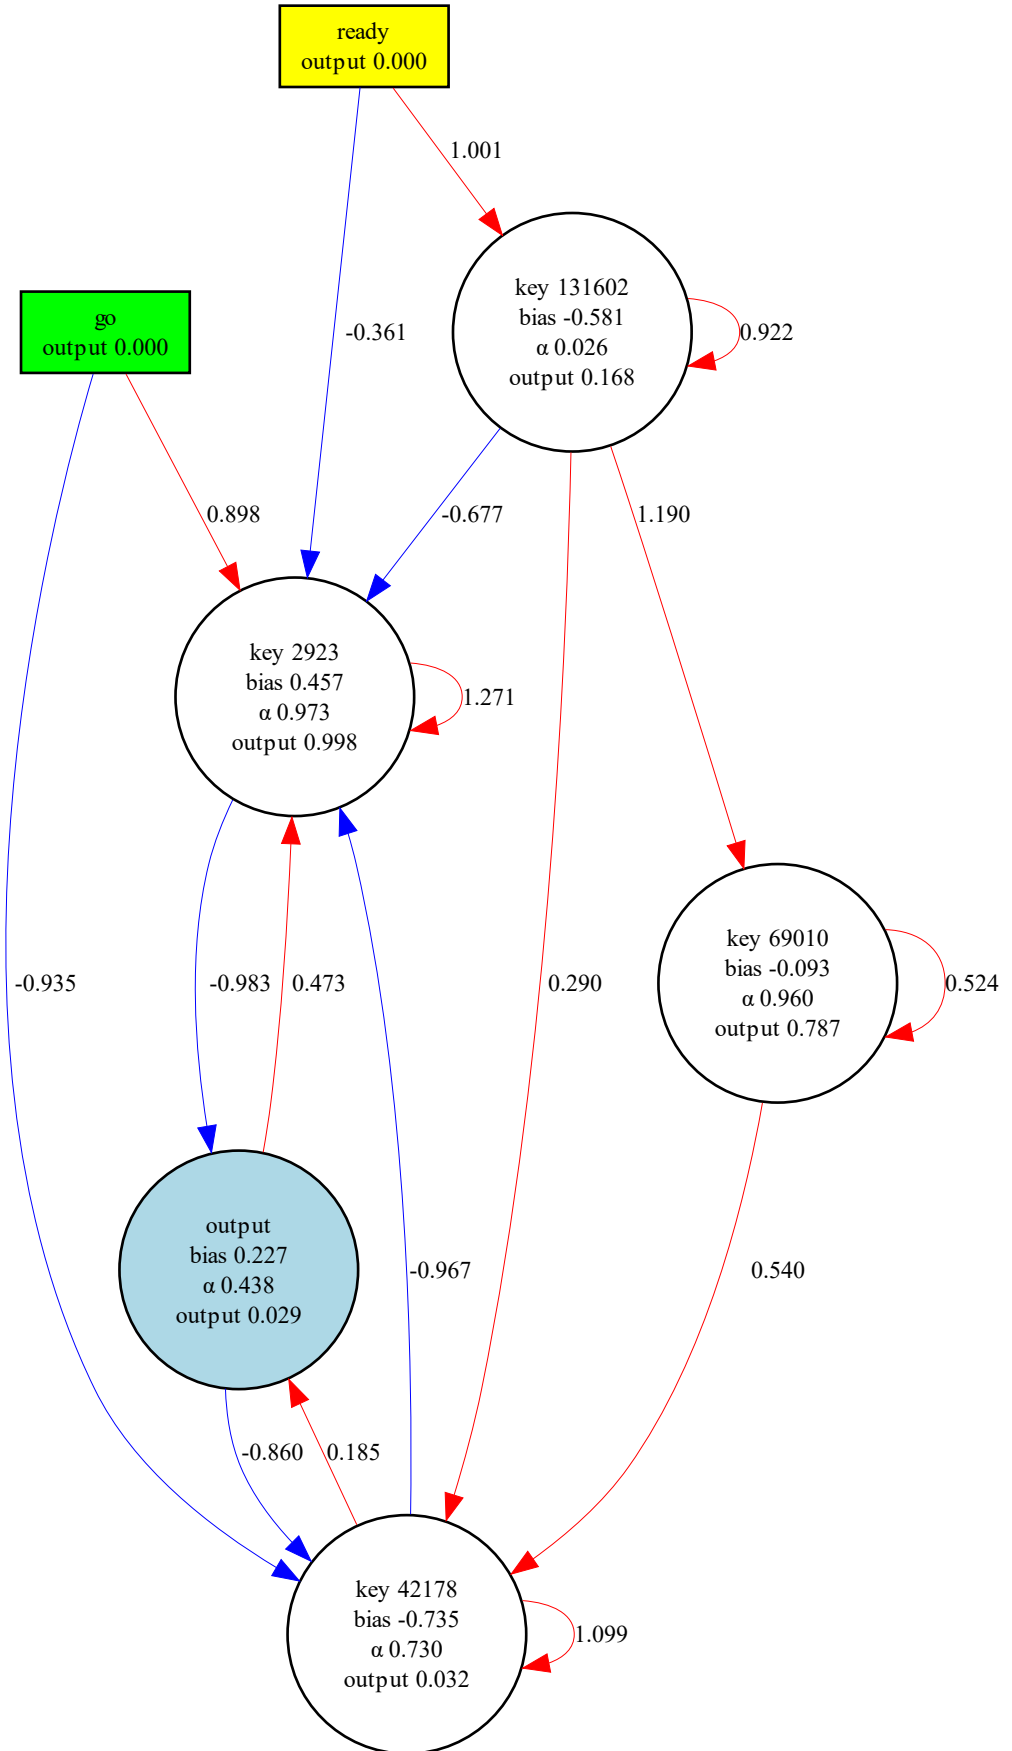 ready
output 0.000
1.001
key 131602
bias -0.581
α 0.026
output 0.168
0.922
go
output 0.000
-0.361
0.898
-0.677
1.190
key 2923
bias 0.457
α 0.973
output 0.998
1.271
key 69010
bias -0.093
α 0.960
output 0.787
0.524
-0.935
-0.983
0.473
0.290
output
bias 0.227
α 0.438
output 0.029
-0.967
0.540
-0.860
0.185
key 42178
bias -0.735
α 0.730
output 0.032
1.099